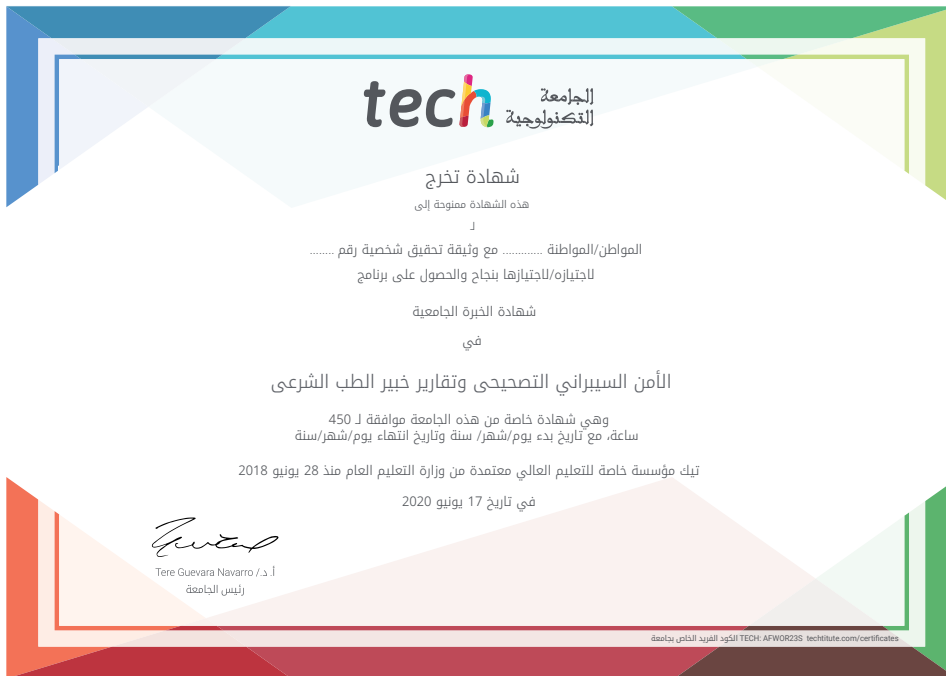 tech الجامعة
التكنولوجية
شهادة تخرج
هذه الشهادة ممنوحة إلى
لـ
المواطن/المواطنة ............. مع وثيقة تحقيق شخصية رقم ........
لاجتيازه/لاجتيازها بنجاح والحصول على برنامج
شهادة الخبرة الجامعية
في
الأمن السيبراني التصحيحى وتقارير خبير الطب الشرعى
وهي شهادة خاصة من هذه الجامعة موافقة لـ 450
ساعة، مع تاريخ بدء يوم/شهر/ سنة وتاريخ انتهاء يوم/شهر/سنة
تيك مؤسسة خاصة للتعليم العالي معتمدة من وزارة التعليم العام منذ 28 يونيو 2018
في تاريخ 17 يونيو 2020
أ. د./ Tere Guevara Navarro
رئيس الجامعة
الكود الفريد الخاص بجامعة TECH: AFWOR23S techtitute.com/certificates